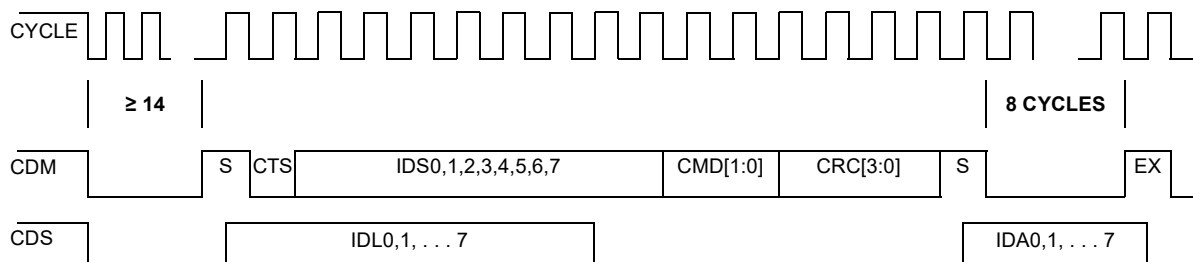 CYCLE
≥ 14
8 CYCLES
CDM
S
CTS
IDS0,1,2,3,4,5,6,7
CMD[1:0]
CRC[3:0]
S
EX
CDS
IDL0,1, . . . 7
IDA0,1, . . . 7